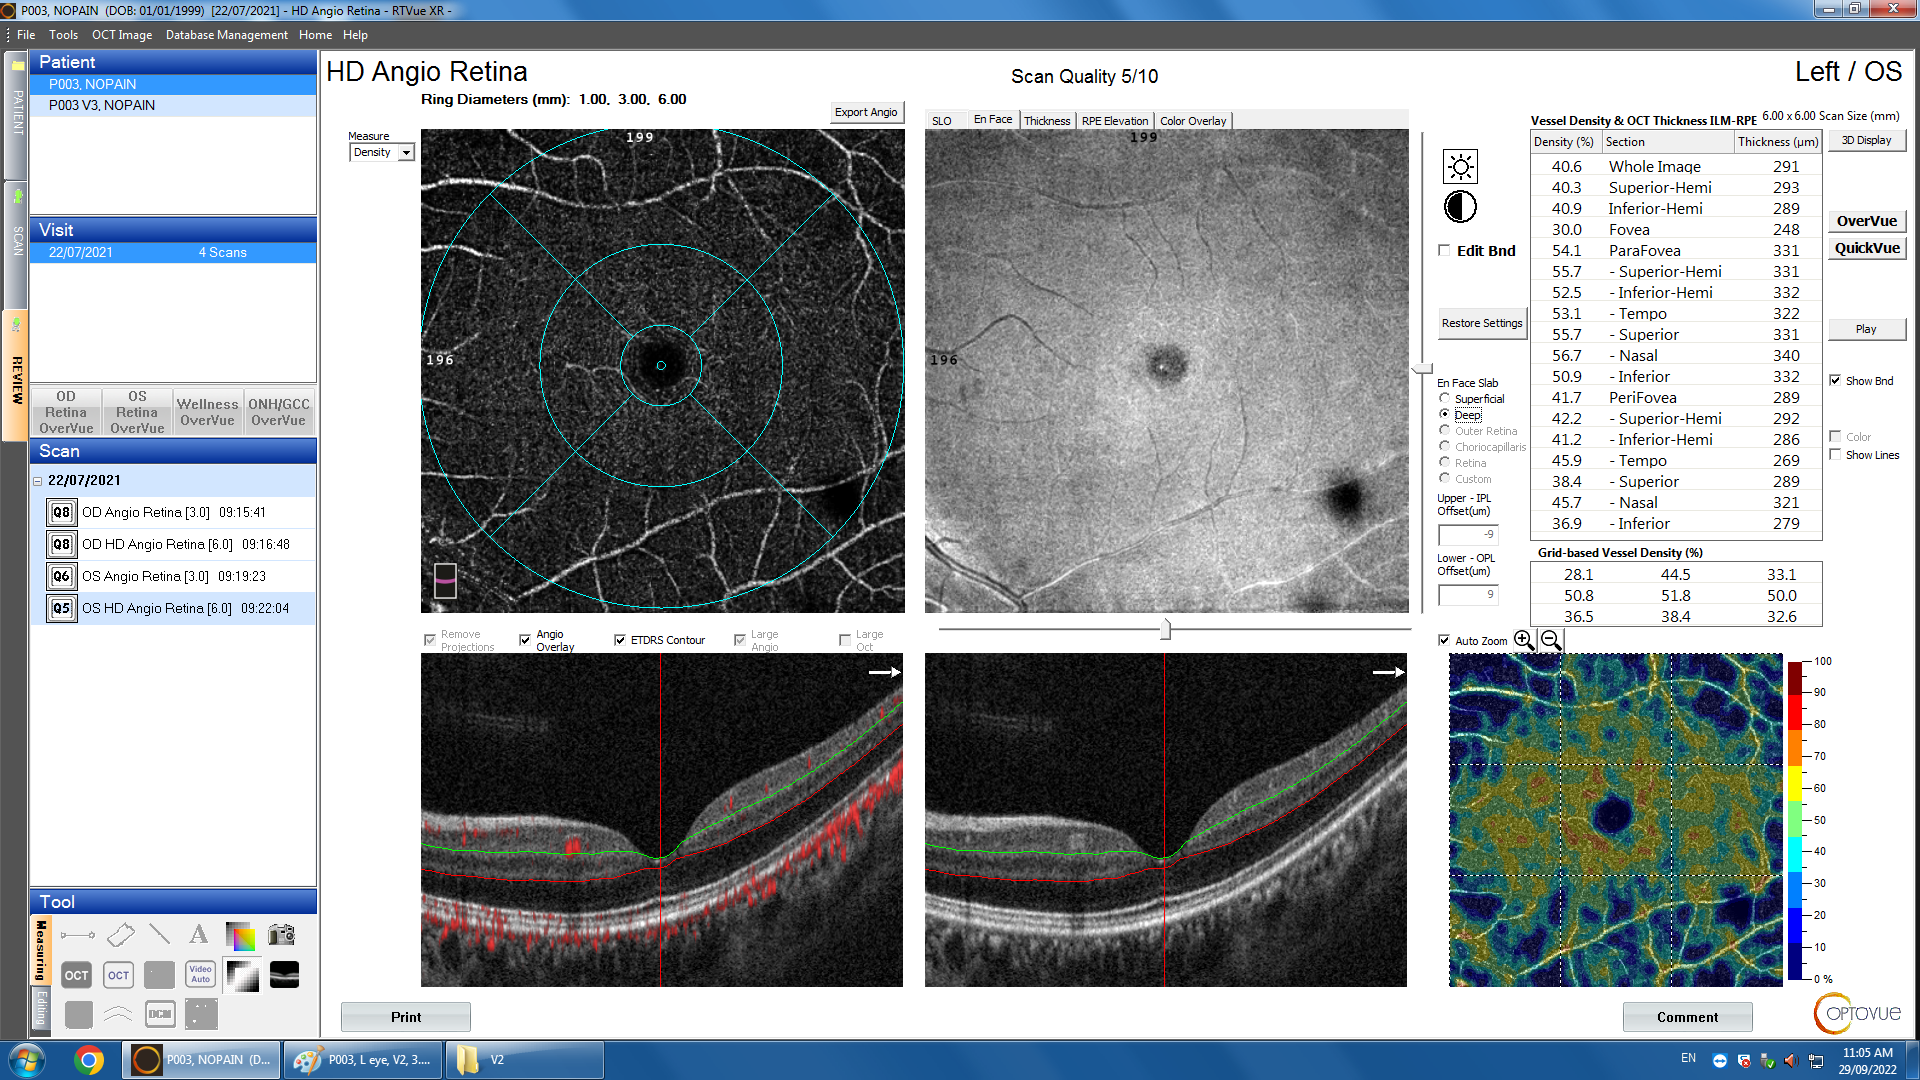 P003, NOPAIN (DOB: 01/01/1999) [22/07/2021] - HD Angio Retina - RTVue XR -
File Tools OCT Image Database Management Home Help
PATIENT
SCAN
REVIEW
Patient
P003, NOPAIN
P003 V3, NOPAIN
Visit
22/07/2021 4 Scans
OD Retina OverVue
OS Retina OverVue
Wellness OverVue
ONH/GCC OverVue
Scan
22/07/2021
Q8 OD Angio Retina [3.0] 09:15:41
Q8 OD HD Angio Retina [6.0] 09:16:48
Q6 OS Angio Retina [3.0] 09:19:23
Q5 OS HD Angio Retina [6.0] 09:22:04
Tool
Measuring
Editing
A
OCT
OCT
Video Auto
DCM
HD Angio Retina
Scan Quality 5/10
Left / OS
Ring Diameters (mm): 1.00, 3.00, 6.00
Export Angio
Measure
Density
199
196
SLO En Face Thickness RPE Elevation Color Overlay
199
196
Remove Projections
Angio Overlay
ETDRS Contour
Large Angio
Large Oct
Edit Bnd
Restore Settings
En Face Slab
Superficial
Deep
Outer Retina
Choriocapillaris
Retina
Custom
Upper - IPL
Offset(um)
-9
Lower - OPL
Offset(um)
9
Auto Zoom
Vessel Density & OCT Thickness ILM-RPE 6.00 x 6.00 Scan Size (mm)
Density (%) Section Thickness (μm)
40.6 Whole Image 291
40.3 Superior-Hemi 293
40.9 Inferior-Hemi 289
30.0 Fovea 248
54.1 ParaFovea 331
55.7 - Superior-Hemi 331
52.5 - Inferior-Hemi 332
53.1 - Tempo 322
55.7 - Superior 331
56.7 - Nasal 340
50.9 - Inferior 332
41.7 PeriFovea 289
42.2 - Superior-Hemi 292
41.2 - Inferior-Hemi 286
45.9 - Tempo 269
38.4 - Superior 289
45.7 - Nasal 321
36.9 - Inferior 279
Grid-based Vessel Density (%)
28.1 44.5 33.1
50.8 51.8 50.0
36.5 38.4 32.6
3D Display
OverVue
QuickVue
Play
Show Bnd
Color
Show Lines
100
90
80
70
60
50
40
30
20
10
0 %
Print
Comment
OPTOVUE
P003, NOPAIN (D...
P003, L eye, V2, 3....
V2
EN
11:05 AM
29/09/2022